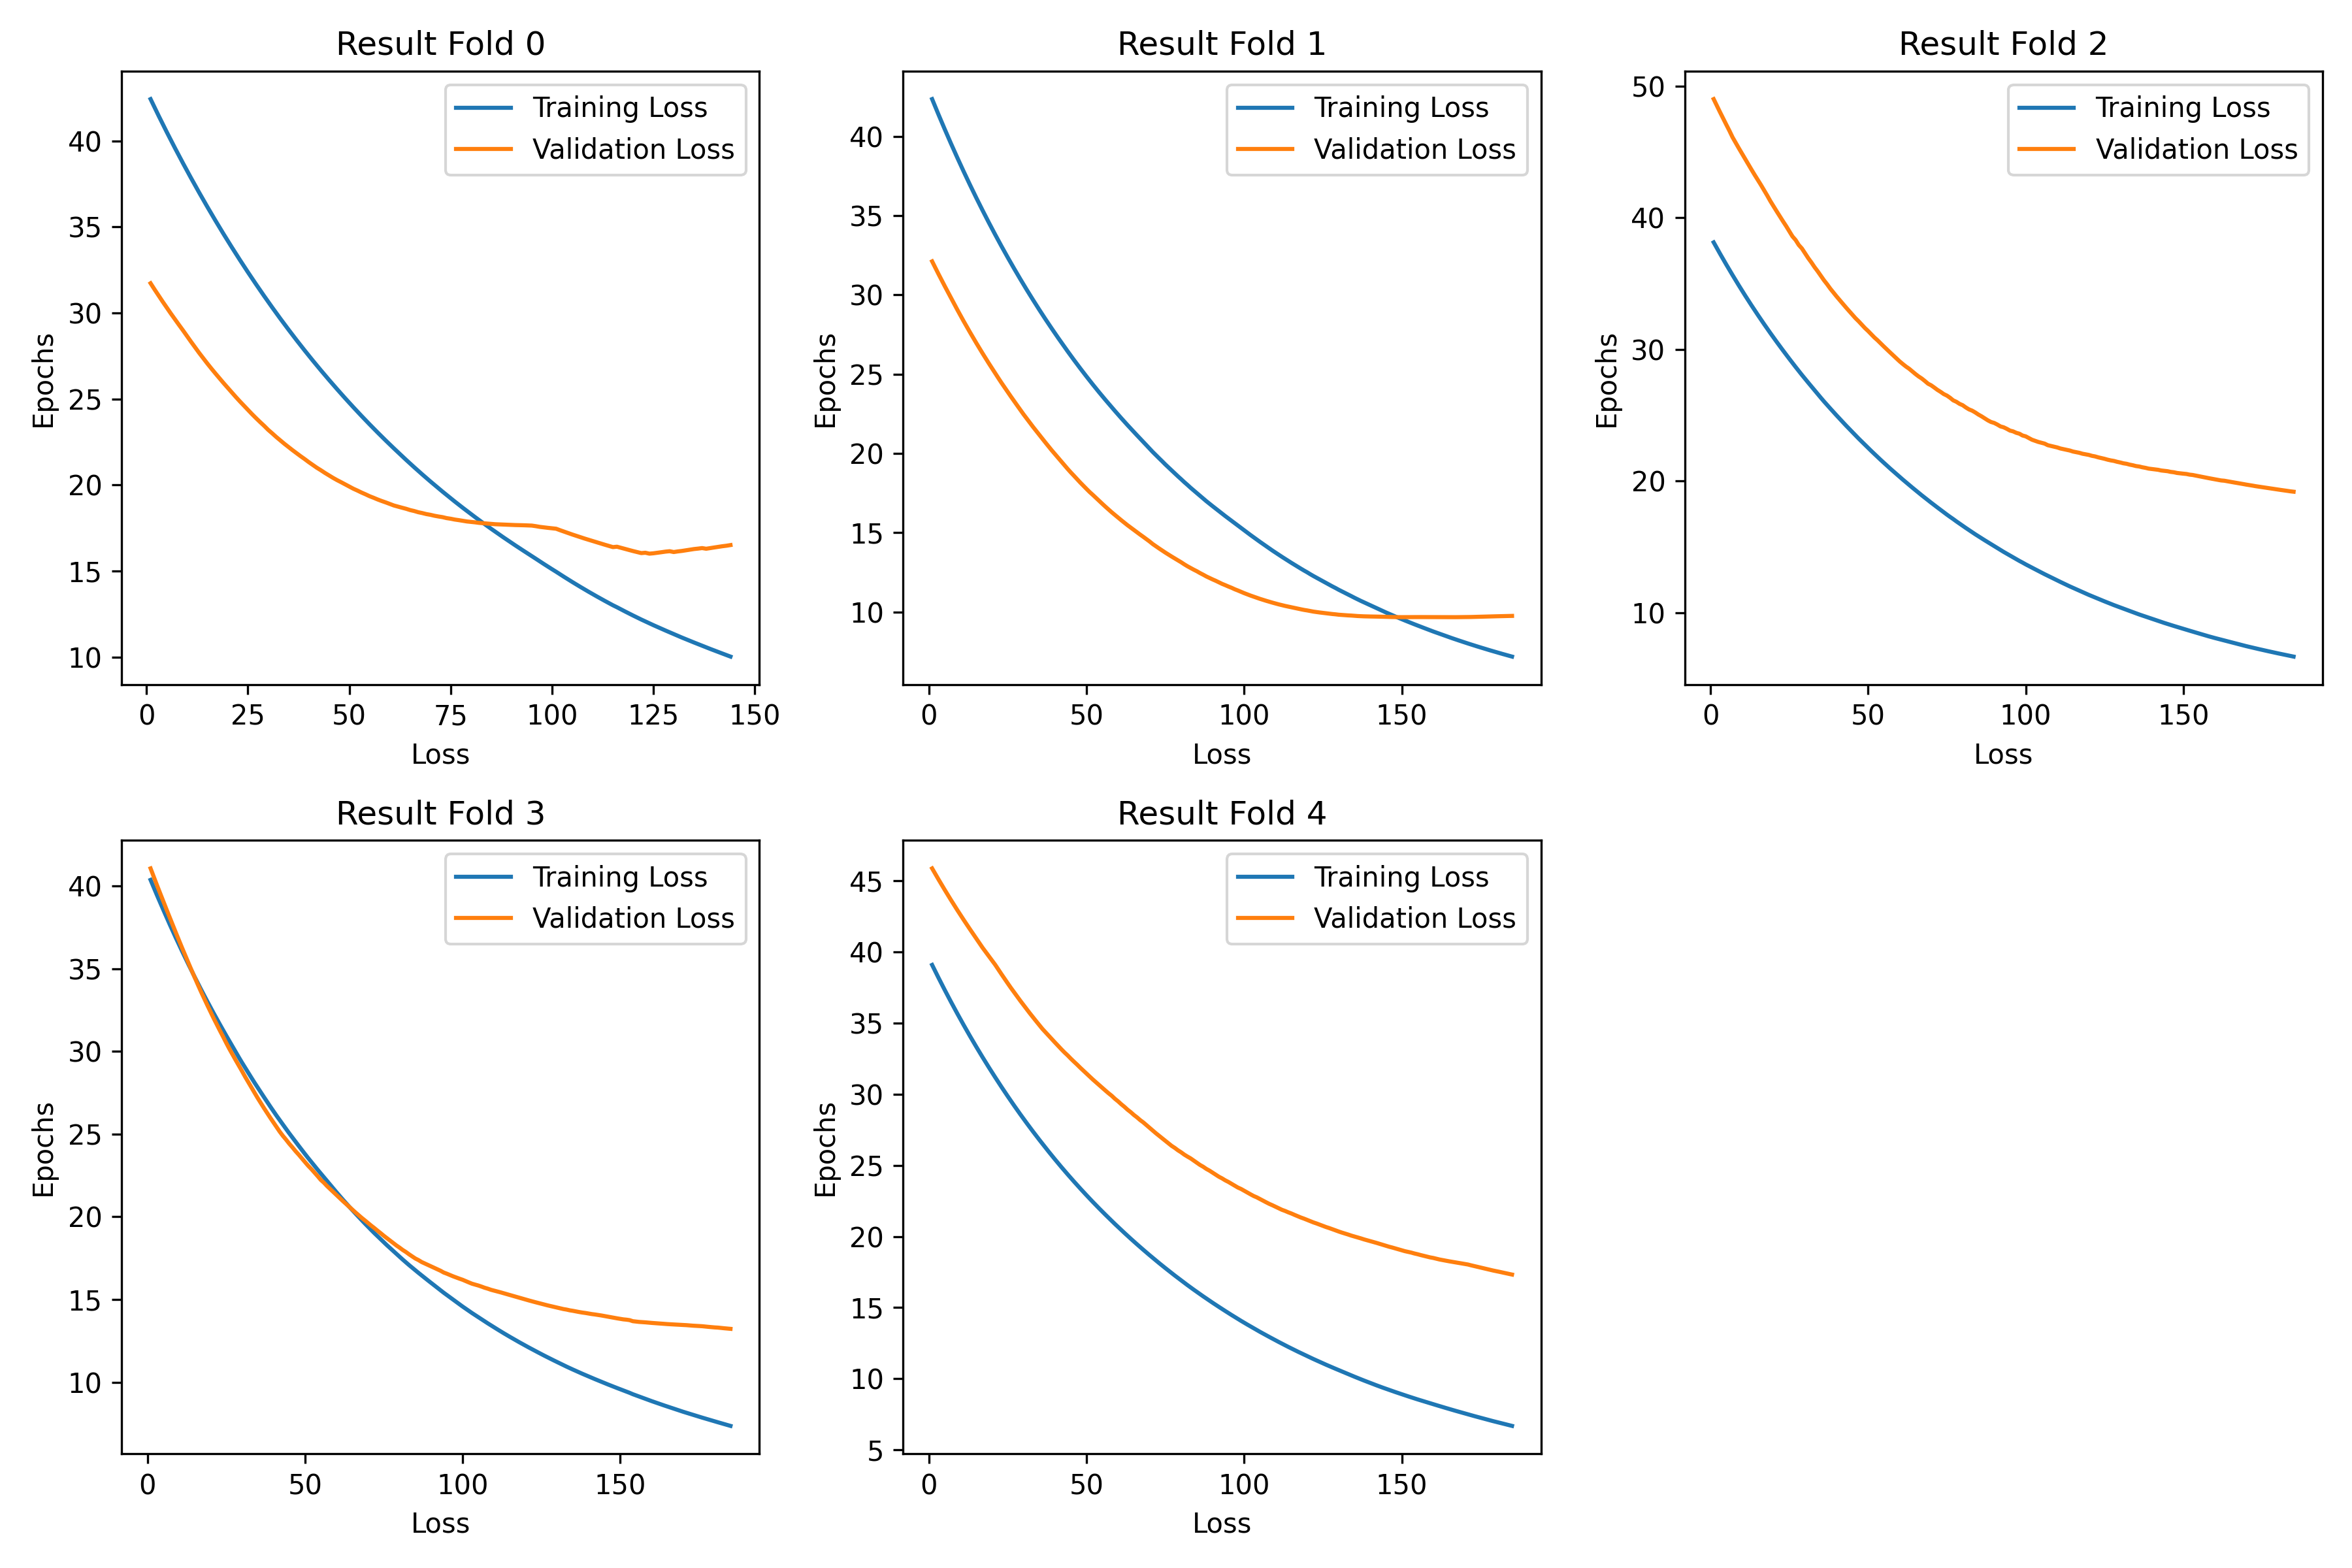 Result Fold 0
Training Loss
Validation Loss
40
35
30
25
20
15
10
Epochs
0 25 50 75 100 125 150
Loss
Result Fold 1
Training Loss
Validation Loss
40
35
30
25
20
15
10
Epochs
0 50 100 150
Loss
Result Fold 2
Training Loss
Validation Loss
50
40
30
20
10
Epochs
0 50 100 150
Loss
Result Fold 3
Training Loss
Validation Loss
40
35
30
25
20
15
10
Epochs
0 50 100 150
Loss
Result Fold 4
Training Loss
Validation Loss
45
40
35
30
25
20
15
10
5
Epochs
0 50 100 150
Loss